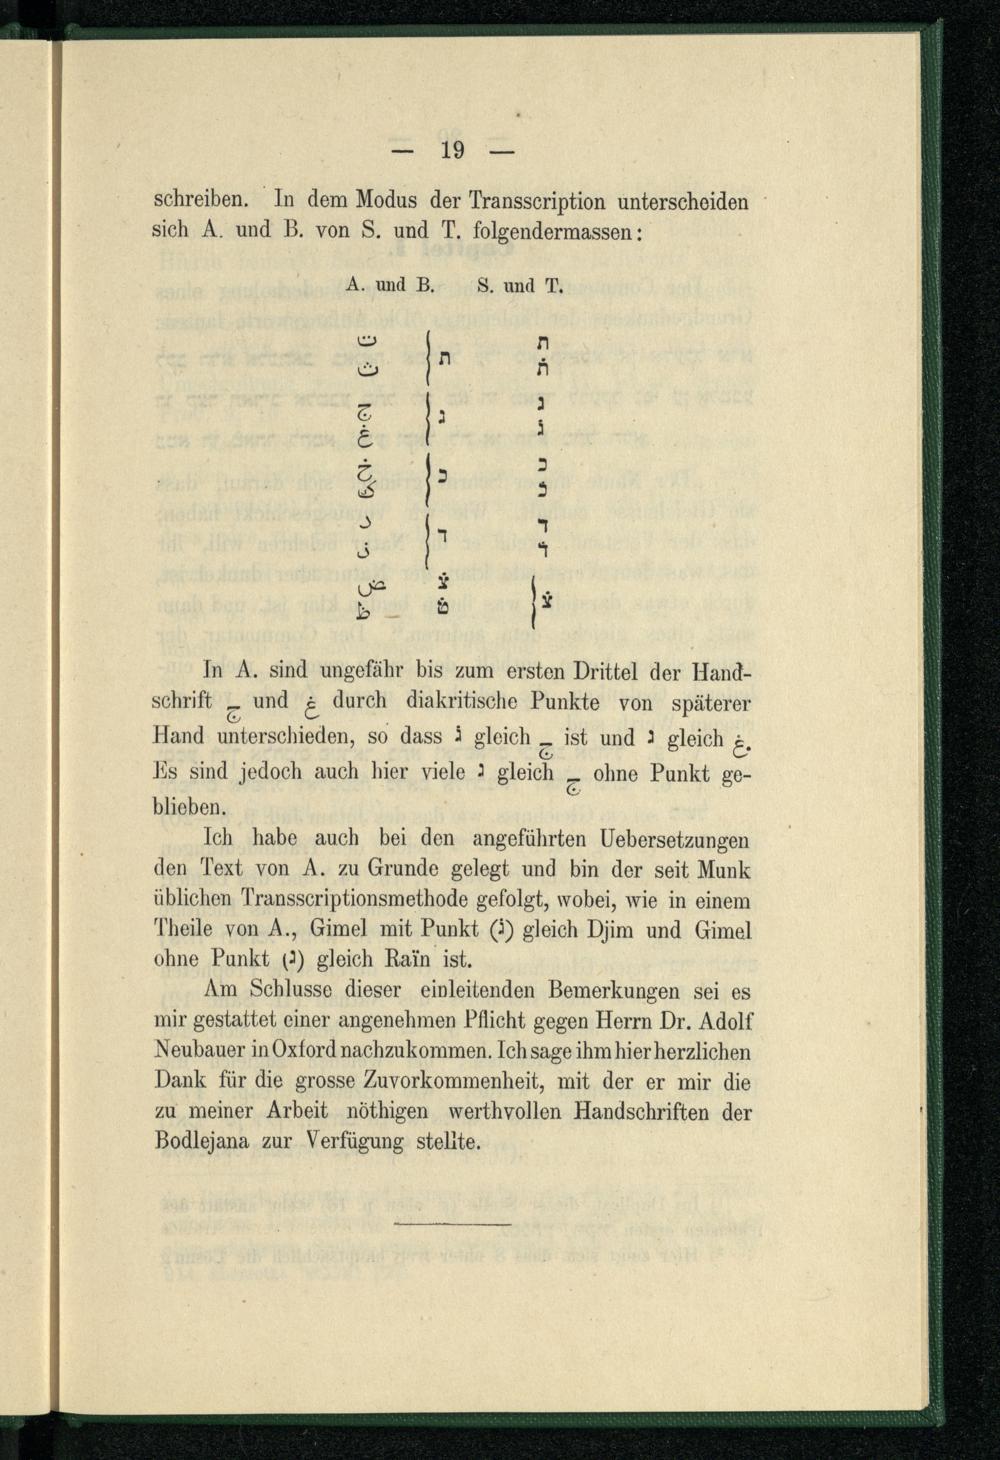 — 19 —
schreiben. In dem Modus der Transscription unterscheiden
sich A. und B. von S. und T. folgendermassen:
A. und B. S. und T.
ت ת ת
ث תׄ
ج ג ג
غ גׄ
خ כ כ
ك ךׄ
د ד ד
ذ דׄ
ض צׄ צׄ
ظ טׄ
In A. sind ungefähr bis zum ersten Drittel der Hand-
schrift ج und غ durch diakritische Punkte von späterer
Hand unterschieden, so dass גׄ gleich ج ist und ג gleich غ.
Es sind jedoch auch hier viele ג gleich ج ohne Punkt ge-
blieben.
Ich habe auch bei den angeführten Uebersetzungen
den Text von A. zu Grunde gelegt und bin der seit Munk
üblichen Transscriptionsmethode gefolgt, wobei, wie in einem
Theile von A., Gimel mit Punkt (גׄ) gleich Djim und Gimel
ohne Punkt (ג) gleich Raïn ist.
Am Schlusse dieser einleitenden Bemerkungen sei es
mir gestattet einer angenehmen Pflicht gegen Herrn Dr. Adolf
Neubauer in Oxford nachzukommen. Ich sage ihm hier herzlichen
Dank für die grosse Zuvorkommenheit, mit der er mir die
zu meiner Arbeit nöthigen werthvollen Handschriften der
Bodlejana zur Verfügung stellte.